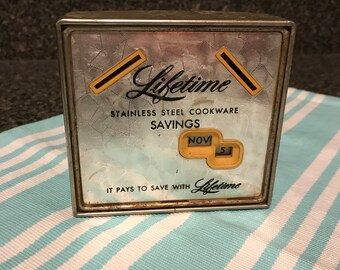 Lifetime
STAINLESS STEEL COOKWARE
SAVINGS
NOV
IT PAYS TO SAVE WITH Lifetime